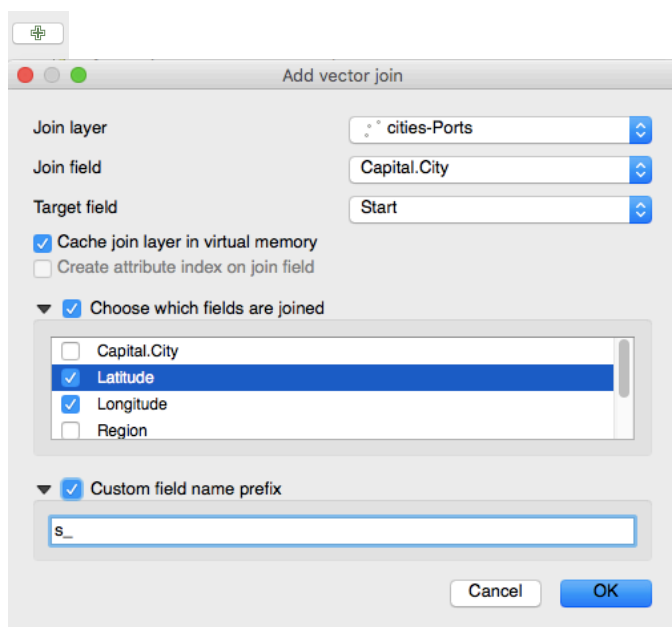 Add vector join
Join layer cities-Ports
Join field Capital.City
Target field Start
Cache join layer in virtual memory
Create attribute index on join field
Choose which fields are joined
Capital.City
Latitude
Longitude
Region
Custom field name prefix
s_
Cancel OK